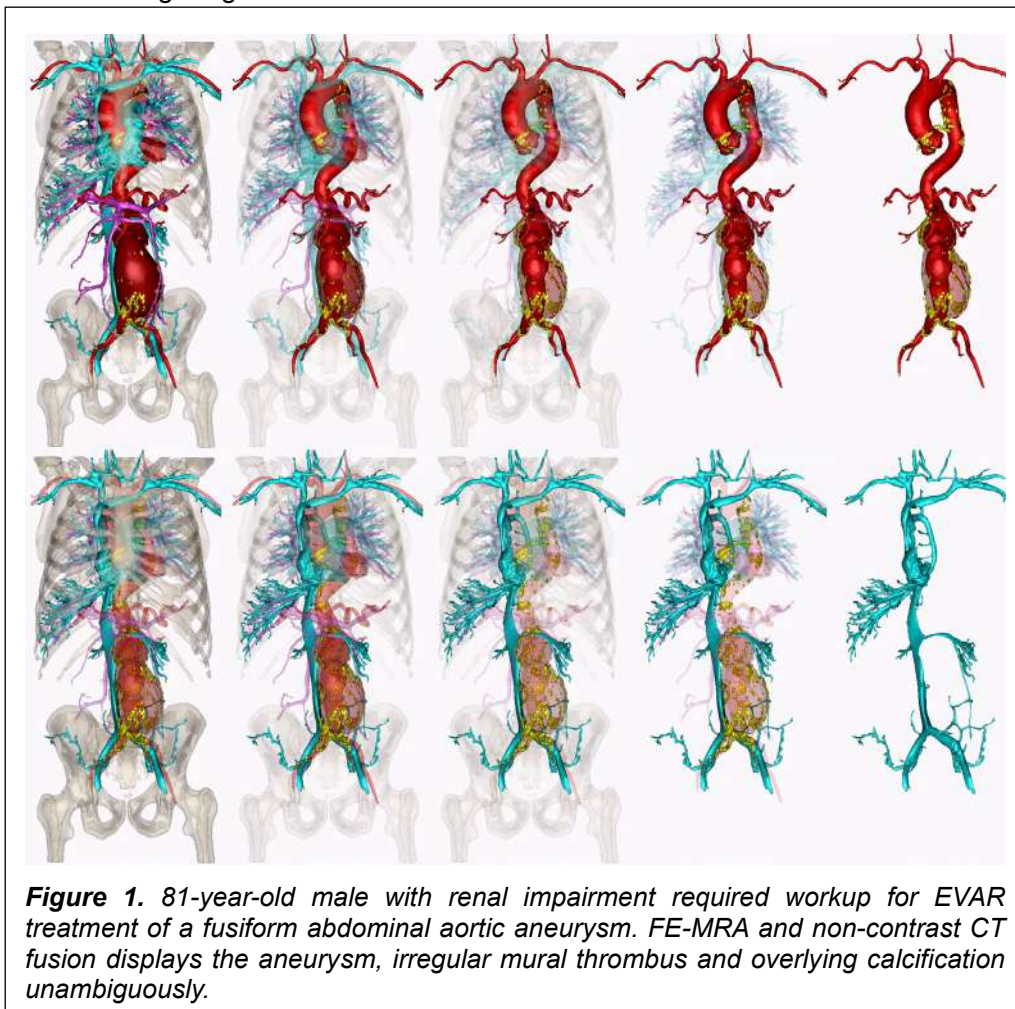 Figure 1. 81-year-old male with renal impairment required workup for EVAR
treatment of a fusiform abdominal aortic aneurysm. FE-MRA and non-contrast CT
fusion displays the aneurysm, irregular mural thrombus and overlying calcification
unambiguously.